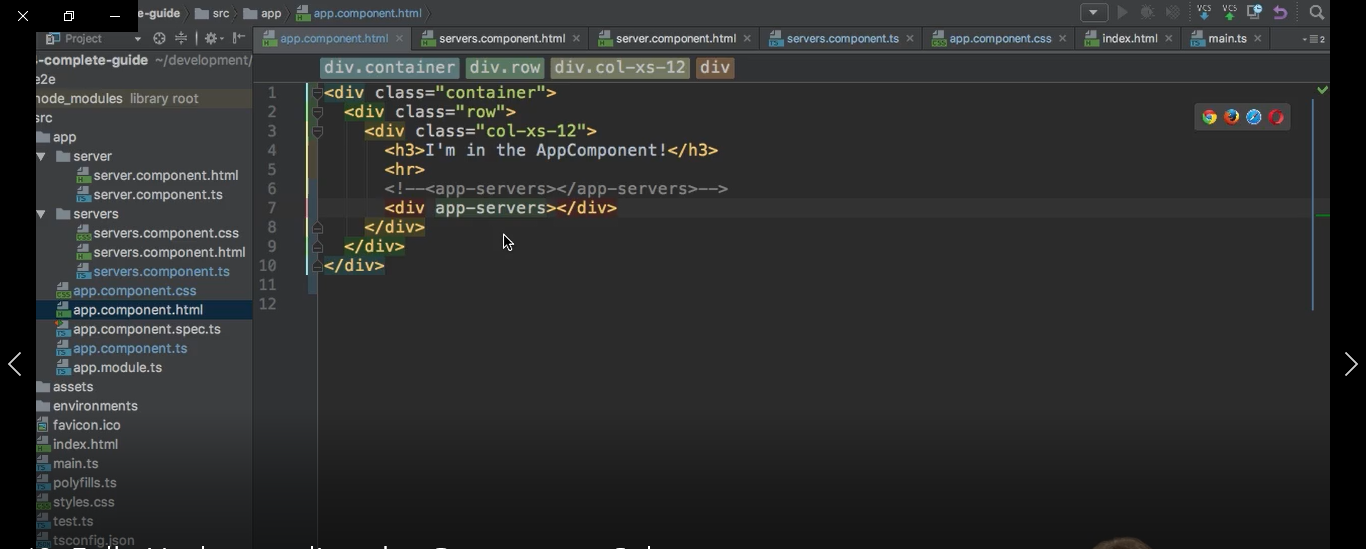 e-guide src app app.component.html
Project
app.component.html servers.component.html server.component.html servers.component.ts app.component.css index.html main.ts
-complete-guide ~/development/
e2e
node_modules library root
src
app
server
server.component.html
server.component.ts
servers
servers.component.css
servers.component.html
servers.component.ts
app.component.css
app.component.html
app.component.spec.ts
app.component.ts
app.module.ts
assets
environments
favicon.ico
index.html
main.ts
polyfills.ts
styles.css
test.ts
tsconfig.json
VCS VCS
2
div.container div.row div.col-xs-12 div
1 <div class="container">
2 <div class="row">
3 <div class="col-xs-12">
4 <h3>I'm in the AppComponent!</h3>
5 <hr>
6 <!--<app-servers></app-servers>-->
7 <div app-servers></div>
8 </div>
9 </div>
10 </div>
11
12